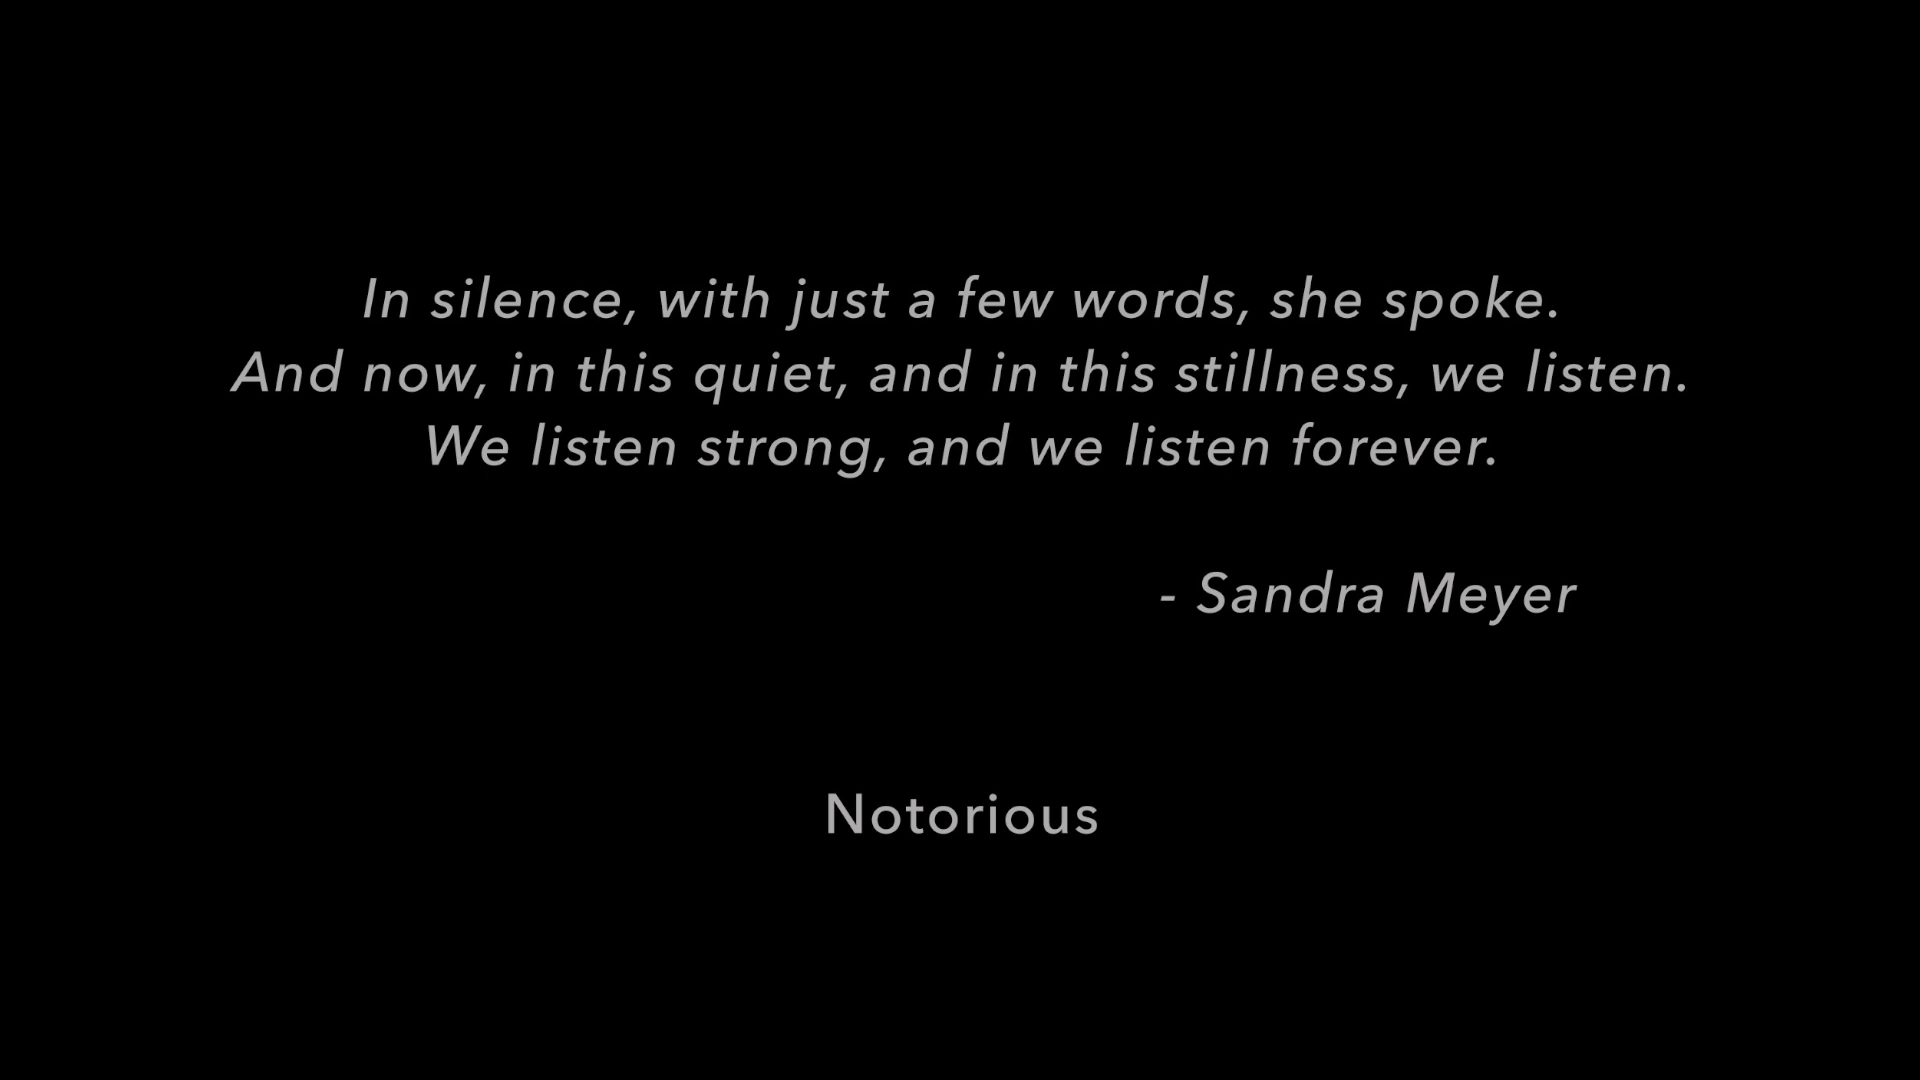 In silence, with just a few words, she spoke.
And now, in this quiet, and in this stillness, we listen.
We listen strong, and we listen forever.
- Sandra Meyer
Notorious